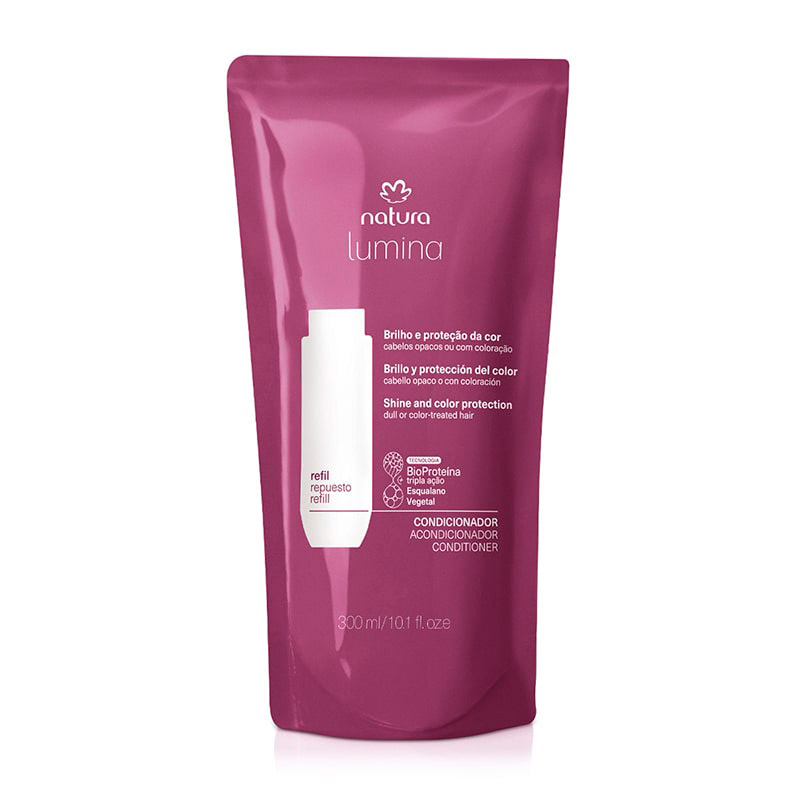 natura
lumina
Brilho e proteção da cor
cabelos opacos ou com coloração
Brillo y protección del color
cabello opaco o con coloración
Shine and color protection
dull or color-treated hair
TECNOLOGIA
BioProteína
tripla ação
Esqualano
Vegetal
refil
repuesto
refill
CONDICIONADOR
ACONDICIONADOR
CONDITIONER
300 ml/10.1 fl. oz.e